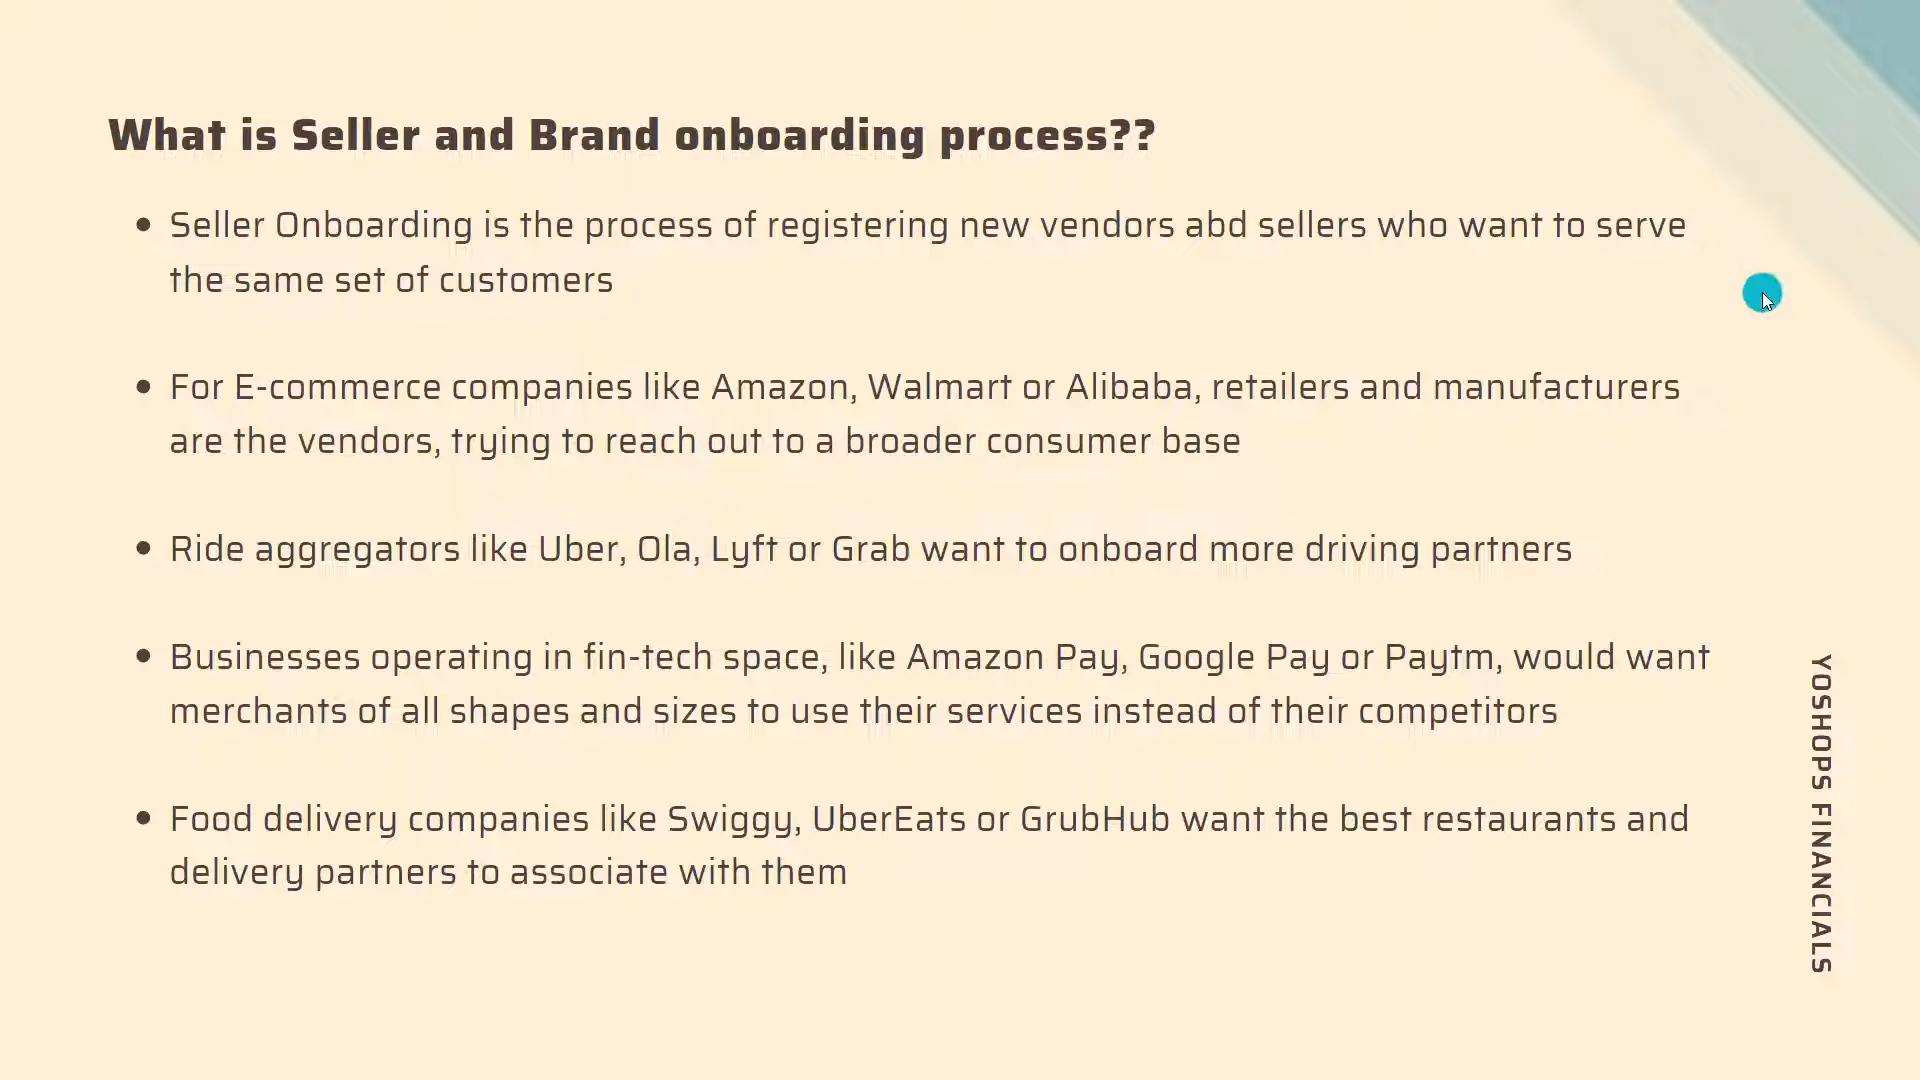 What is Seller and Brand onboarding process??
• Seller Onboarding is the process of registering new vendors abd sellers who want to serve
the same set of customers
• For E-commerce companies like Amazon, Walmart or Alibaba, retailers and manufacturers
are the vendors, trying to reach out to a broader consumer base
• Ride aggregators like Uber, Ola, Lyft or Grab want to onboard more driving partners
• Businesses operating in fin-tech space, like Amazon Pay, Google Pay or Paytm, would want
merchants of all shapes and sizes to use their services instead of their competitors
• Food delivery companies like Swiggy, UberEats or GrubHub want the best restaurants and
delivery partners to associate with them
YOSHOPS FINANCIALS